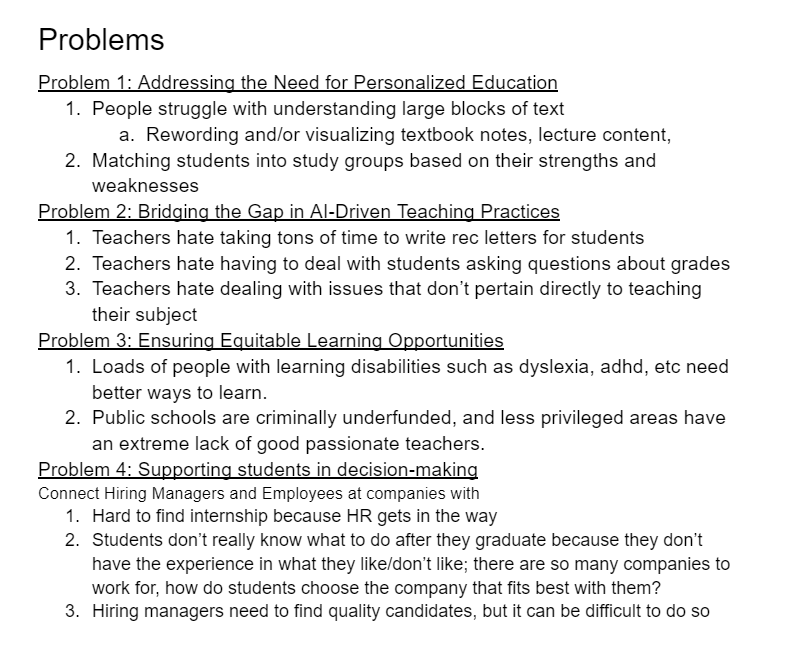 Problems
Problem 1: Addressing the Need for Personalized Education
1. People struggle with understanding large blocks of text
a. Rewording and/or visualizing textbook notes, lecture content,
2. Matching students into study groups based on their strengths and
weaknesses
Problem 2: Bridging the Gap in AI-Driven Teaching Practices
1. Teachers hate taking tons of time to write rec letters for students
2. Teachers hate having to deal with students asking questions about grades
3. Teachers hate dealing with issues that don’t pertain directly to teaching
their subject
Problem 3: Ensuring Equitable Learning Opportunities
1. Loads of people with learning disabilities such as dyslexia, adhd, etc need
better ways to learn.
2. Public schools are criminally underfunded, and less privileged areas have
an extreme lack of good passionate teachers.
Problem 4: Supporting students in decision-making
Connect Hiring Managers and Employees at companies with
1. Hard to find internship because HR gets in the way
2. Students don’t really know what to do after they graduate because they don’t
have the experience in what they like/don’t like; there are so many companies to
work for, how do students choose the company that fits best with them?
3. Hiring managers need to find quality candidates, but it can be difficult to do so